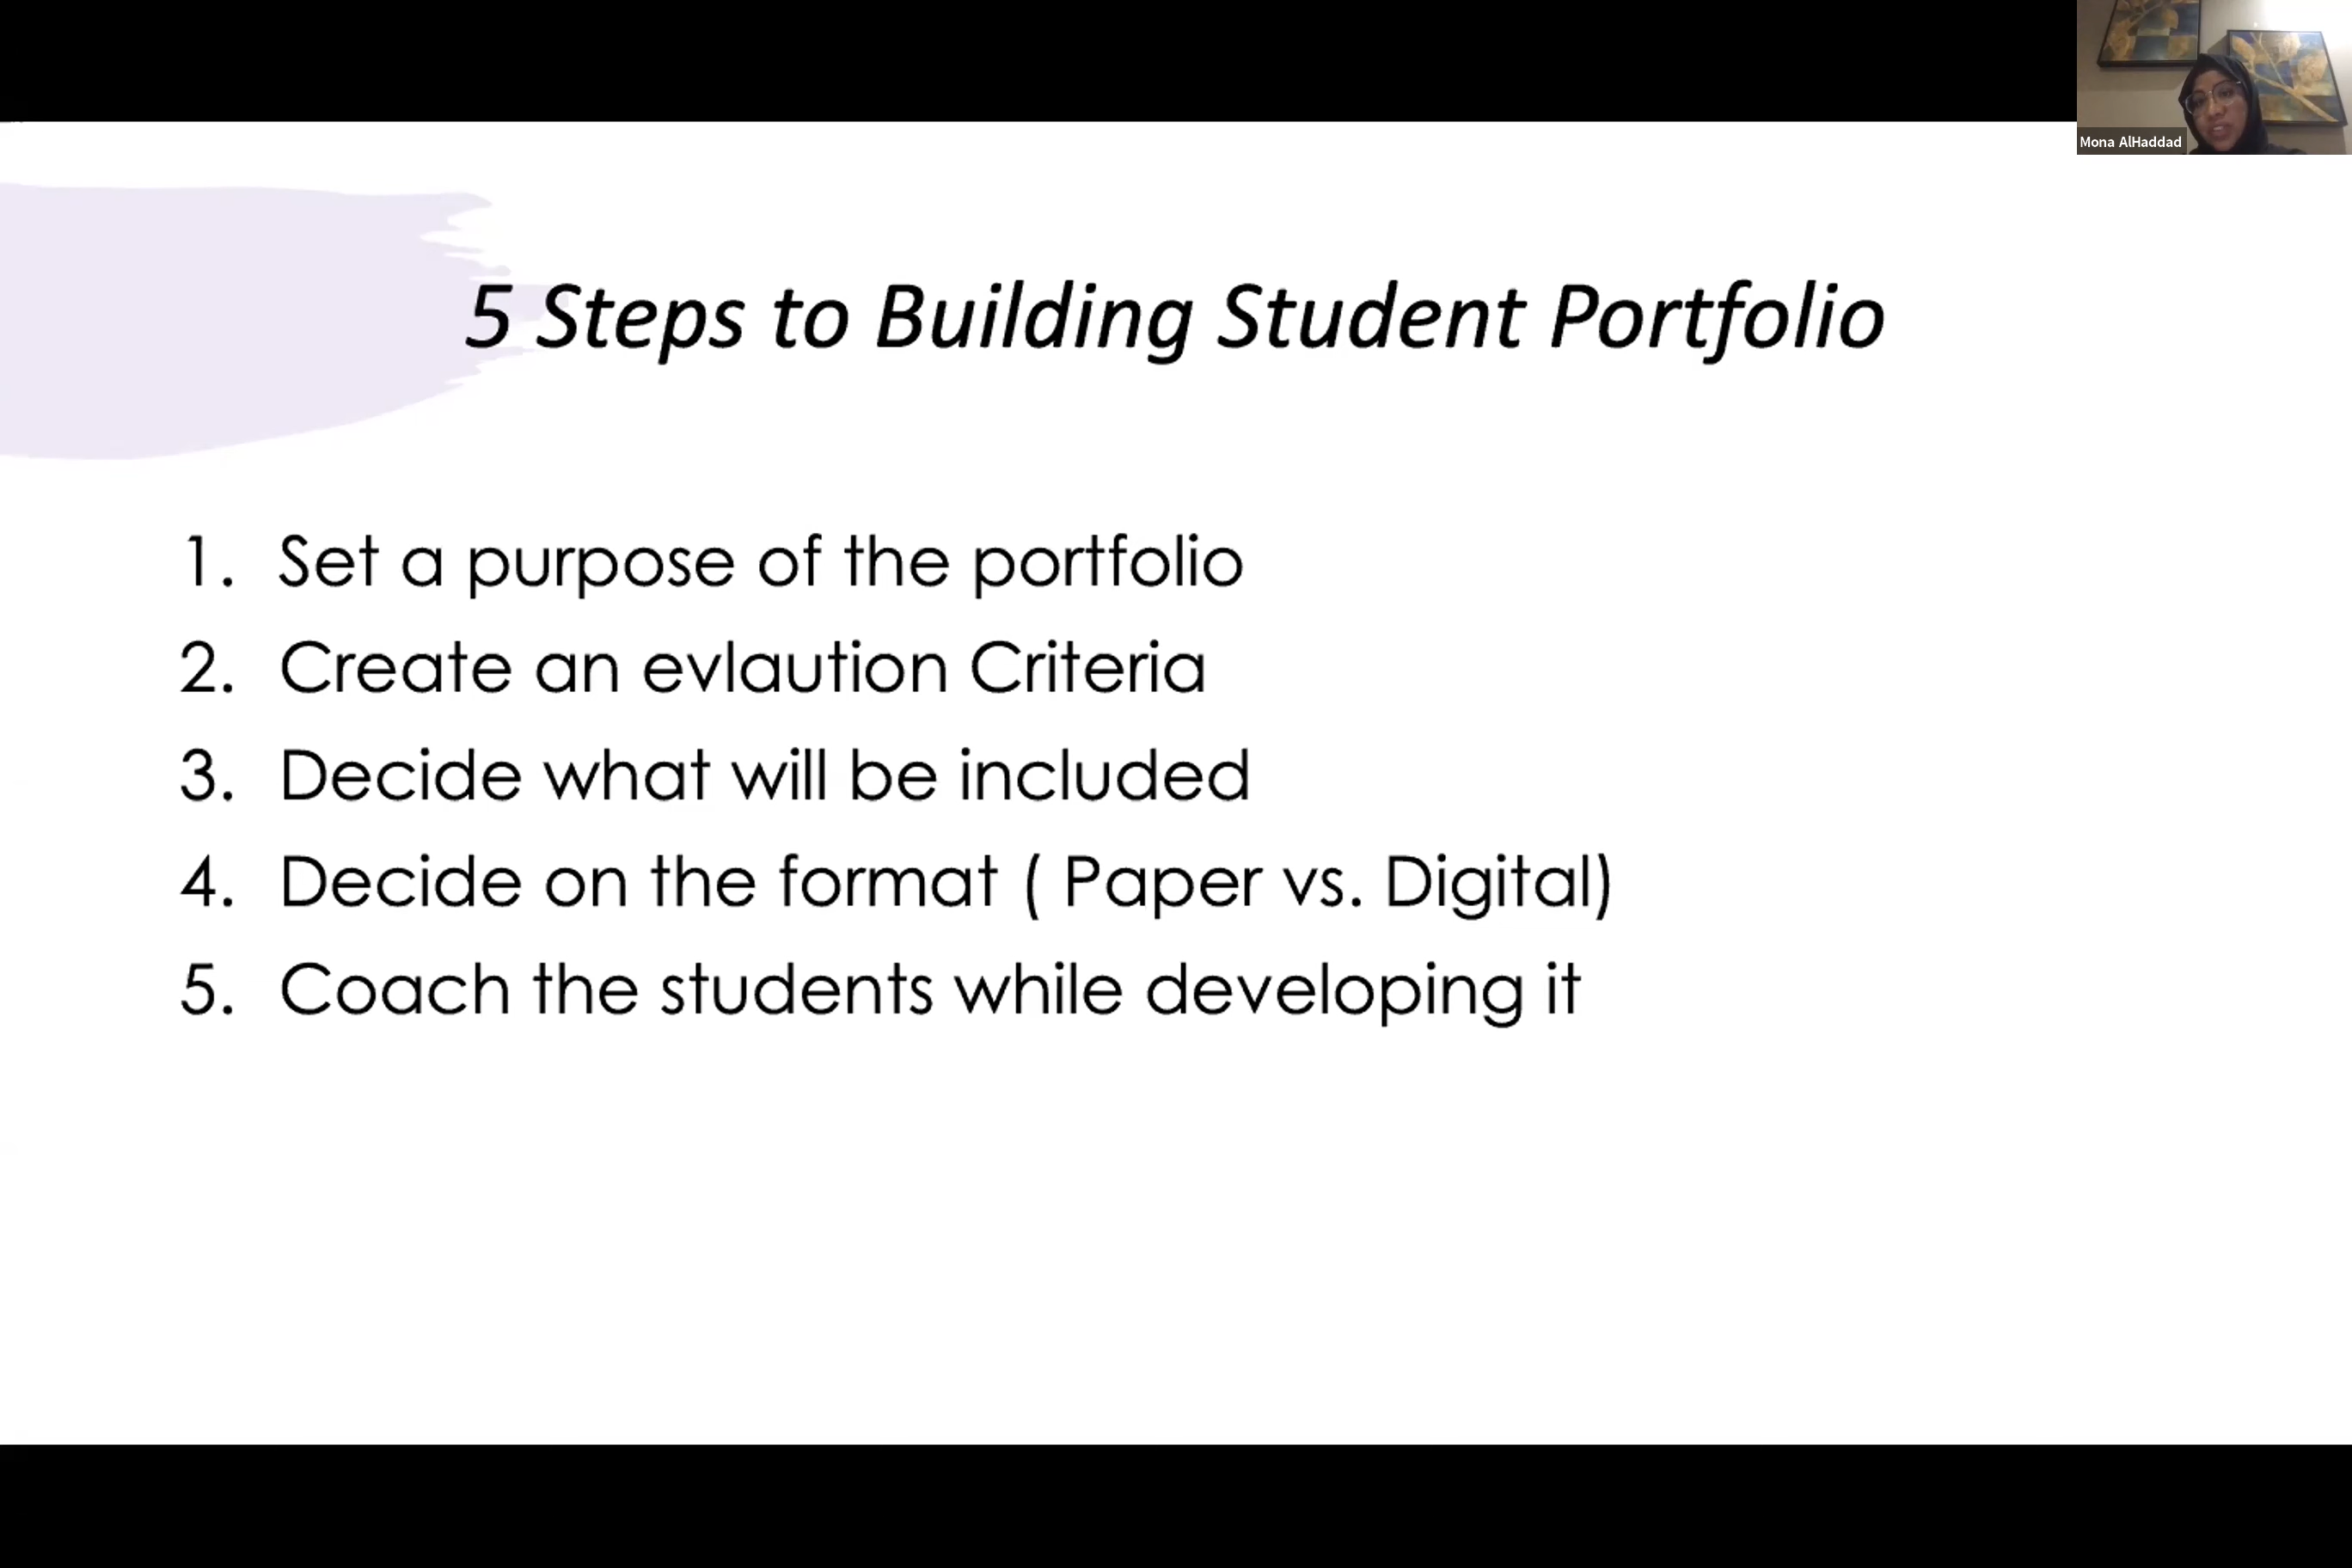 Mona AlHaddad
5 Steps to Building Student Portfolio
1. Set a purpose of the portfolio
2. Create an evlaution Criteria
3. Decide what will be included
4. Decide on the format ( Paper vs. Digital)
5. Coach the students while developing it